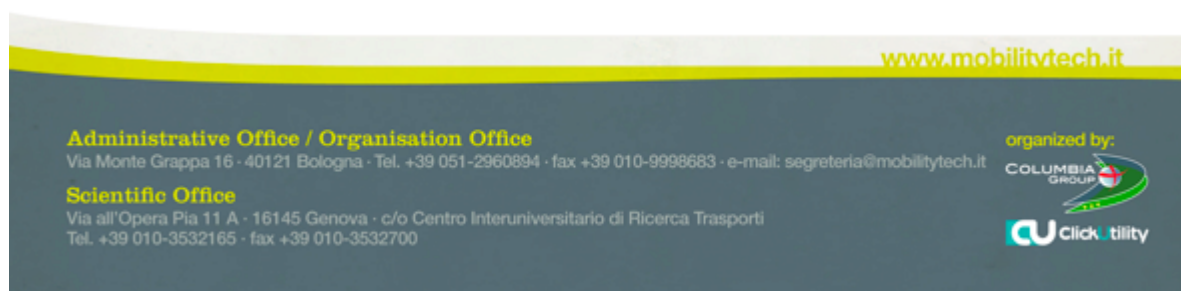 www.mobilitytech.it
Administrative Office / Organisation Office
Via Monte Grappa 16 · 40121 Bologna · Tel. +39 051-2960894 · fax +39 010-9998683 · e-mail: segreteria@mobilitytech.it
Scientific Office
Via all'Opera Pia 11 A · 16145 Genova · c/o Centro Interuniversitario di Ricerca Trasporti
Tel. +39 010-3532165 · fax +39 010-3532700
organized by:
COLUMBIA
GROUP
CU ClickUtility